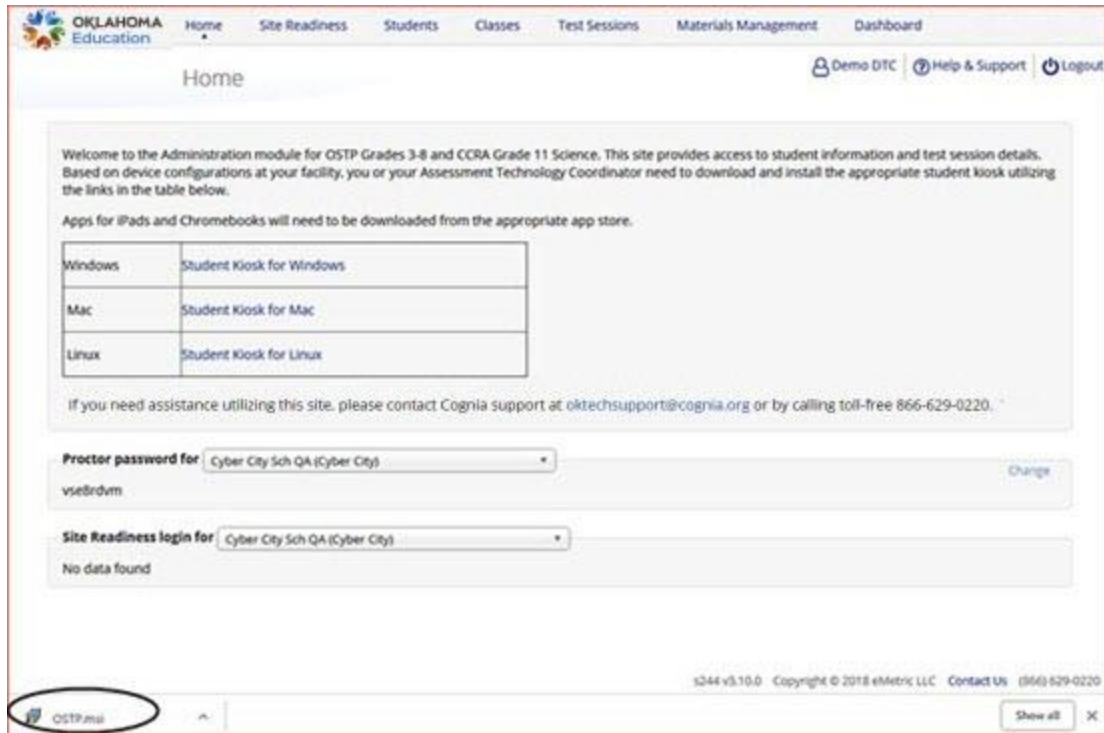 OKLAHOMA
Education
Home Site Readiness Students Classes Test Sessions Materials Management Dashboard
Demo DTC Help & Support Logout
Home
Welcome to the Administration module for OSTP Grades 3-8 and CCRA Grade 11 Science. This site provides access to student information and test session details.
Based on device configurations at your facility, you or your Assessment Technology Coordinator need to download and install the appropriate student kiosk utilizing
the links in the table below.
Apps for iPads and Chromebooks will need to be downloaded from the appropriate app store.
Windows Student Kiosk for Windows
Mac Student Kiosk for Mac
Linux Student Kiosk for Linux
If you need assistance utilizing this site, please contact Cognia support at oktechsupport@cognia.org or by calling toll-free 866-629-0220.
Proctor password for Cyber City Sch QA (Cyber City)
Change
vse8rdvm
Site Readiness login for Cyber City Sch QA (Cyber City)
No data found
s244 v3.10.0 Copyright © 2018 eMetric LLC Contact Us (866) 629-0220
OSTP.msi Show all